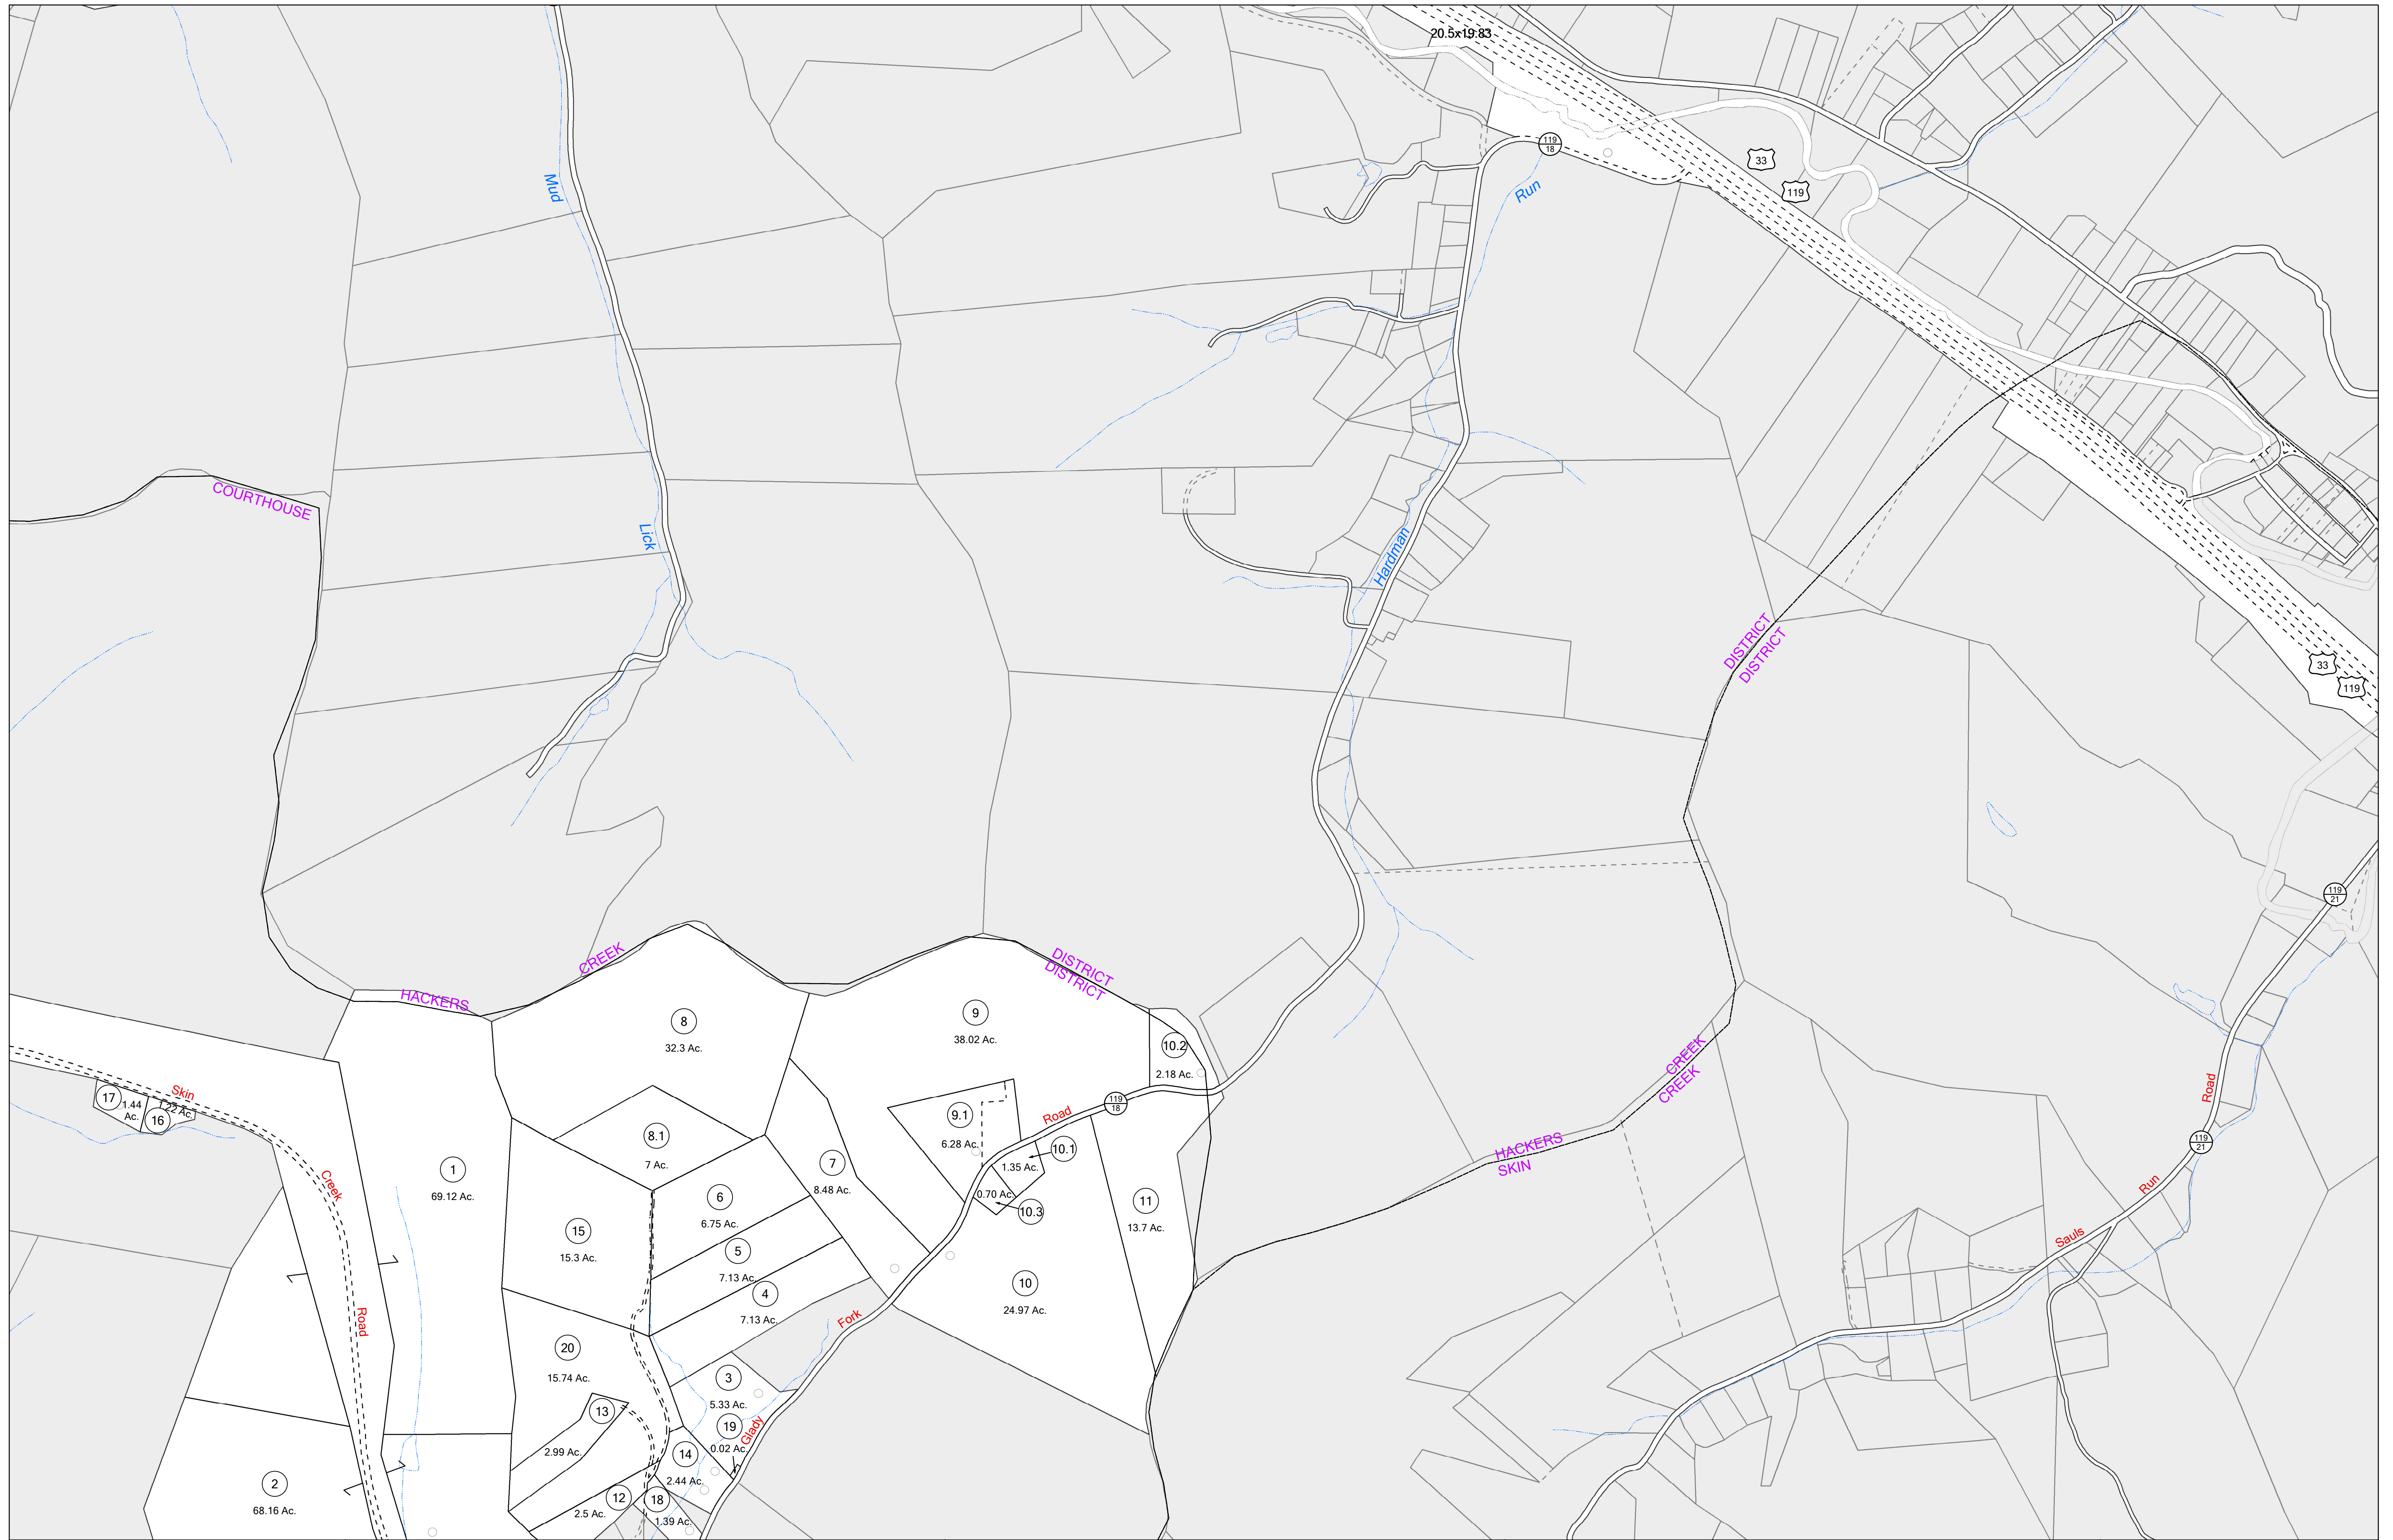 20.5x19.83
119
18
33
119
Run
Mud
COURTHOUSE
Lick
Hardman
DISTRICT
DISTRICT
33
119
119
21
CREEK
HACKERS
DISTRICT
DISTRICT
8
32.3 Ac.
9
38.02 Ac.
10.2
2.18 Ac.
CREEK
CREEK
HACKERS
SKIN
Road
119
21
Run
Sauls
Skin
17
1.44
Ac.
16
.22 Ac.
Creek
Road
1
69.12 Ac.
8.1
7 Ac.
9.1
6.28 Ac.
Road
119
18
10.1
1.35 Ac.
0.70 Ac.
10.3
7
8.48 Ac.
6
6.75 Ac.
5
7.13 Ac.
4
7.13 Ac.
15
15.3 Ac.
11
13.7 Ac.
10
24.97 Ac.
Fork
20
15.74 Ac.
3
5.33 Ac.
13
2.99 Ac.
19
0.02 Ac.
Glady
14
2.44 Ac.
2
68.16 Ac.
12
2.5 Ac.
18
1.39 Ac.